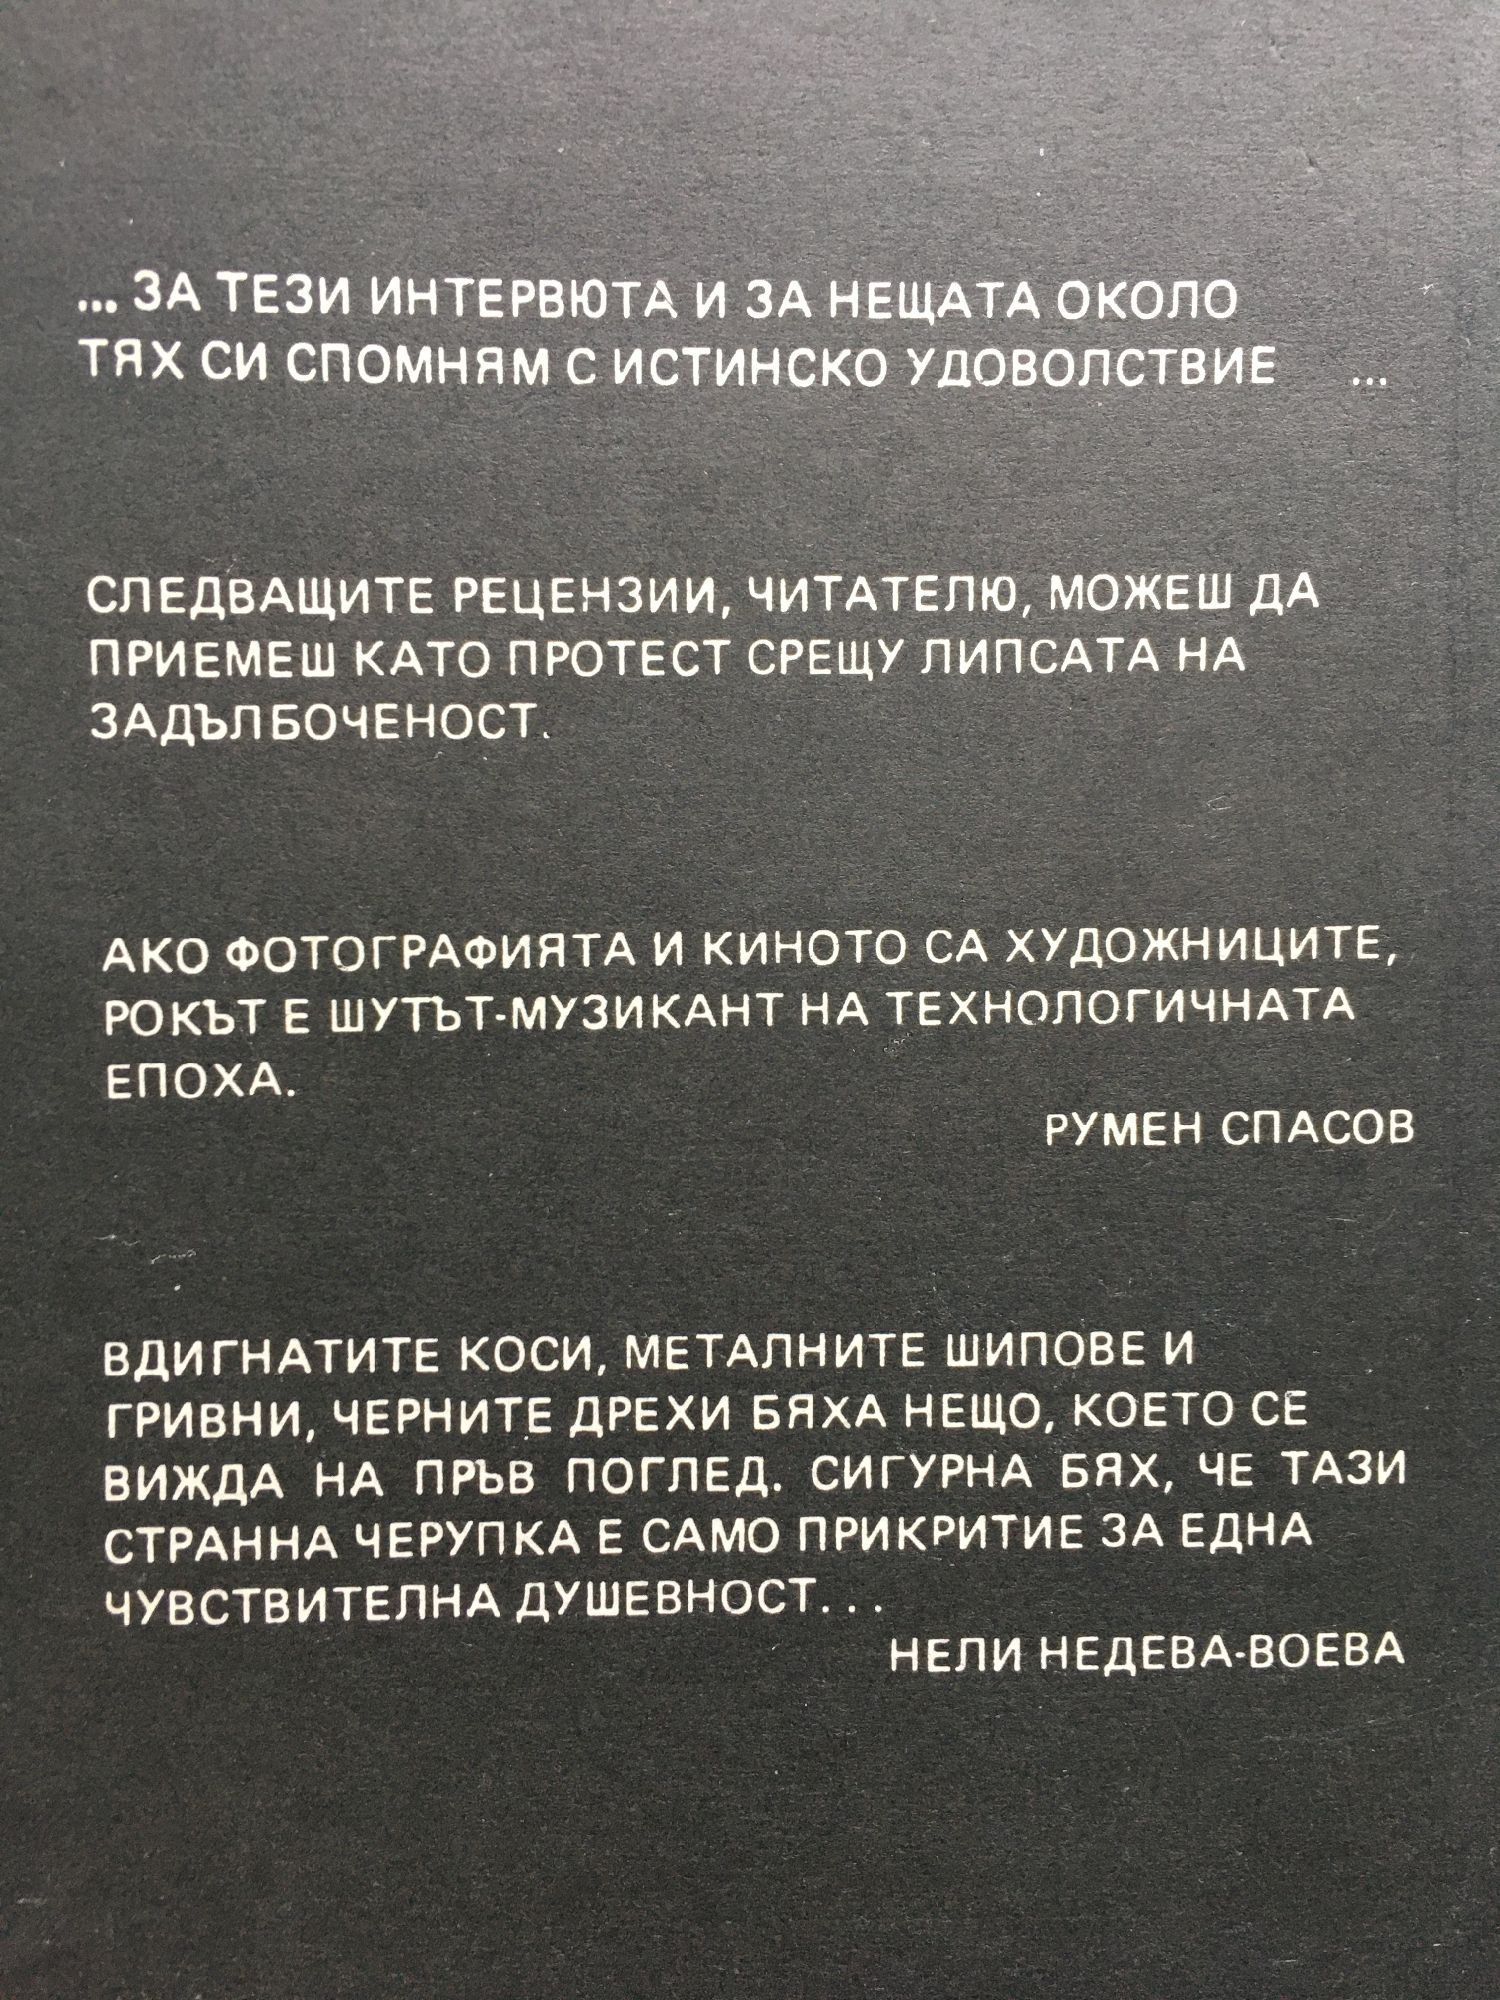 ... ЗА ТЕЗИ ИНТЕРВЮТА И ЗА НЕЩАТА ОКОЛО
ТЯХ СИ СПОМНЯМ С ИСТИНСКО УДОВОЛСТВИЕ ...
СЛЕДВАЩИТЕ РЕЦЕНЗИИ, ЧИТАТЕЛЮ, МОЖЕШ ДА
ПРИЕМЕШ КАТО ПРОТЕСТ СРЕЩУ ЛИПСАТА НА
ЗАДЪЛБОЧЕНОСТ.
АКО ФОТОГРАФИЯТА И КИНОТО СА ХУДОЖНИЦИТЕ,
РОКЪТ Е ШУТЪТ-МУЗИКАНТ НА ТЕХНОЛОГИЧНАТА
ЕПОХА.
РУМЕН СПАСОВ
ВДИГНАТИТЕ КОСИ, МЕТАЛНИТЕ ШИПОВЕ И
ГРИВНИ, ЧЕРНИТЕ ДРЕХИ БЯХА НЕЩО, КОЕТО СЕ
ВИЖДА НА ПРЪВ ПОГЛЕД. СИГУРНА БЯХ, ЧЕ ТАЗИ
СТРАННА ЧЕРУПКА Е САМО ПРИКРИТИЕ ЗА ЕДНА
ЧУВСТВИТЕЛНА ДУШЕВНОСТ...
НЕЛИ НЕДЕВА-ВОЕВА